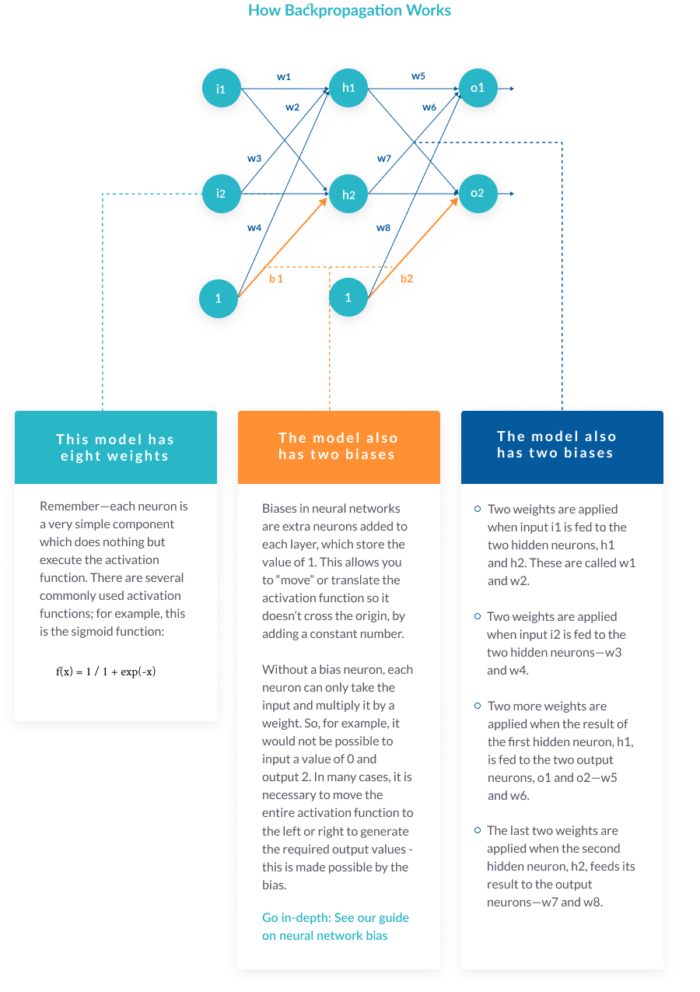 How Backpropagation Works
w1
w5
i1
h1
o1
w2
w6
w3
w7
i2
h2
o2
w4
w8
b1
b2
1
1
This model has
eight weights
Remember—each neuron is
a very simple component
which does nothing but
execute the activation
function. There are several
commonly used activation
functions; for example, this
is the sigmoid function:
f(x) = 1 / 1 + exp(-x)
The model also
has two biases
Biases in neural networks
are extra neurons added to
each layer, which store the
value of 1. This allows you
to “move” or translate the
activation function so it
doesn’t cross the origin, by
adding a constant number.
Without a bias neuron, each
neuron can only take the
input and multiply it by a
weight. So, for example, it
would not be possible to
input a value of 0 and
output 2. In many cases, it is
necessary to move the
entire activation function to
the left or right to generate
the required output values -
this is made possible by the
bias.
Go in-depth: See our guide
on neural network bias
The model also
has two biases
Two weights are applied
when input i1 is fed to the
two hidden neurons, h1
and h2. These are called w1
and w2.
Two weights are applied
when input i2 is fed to the
two hidden neurons—w3
and w4.
Two more weights are
applied when the result of
the first hidden neuron, h1,
is fed to the two output
neurons, o1 and o2—w5
and w6.
The last two weights are
applied when the second
hidden neuron, h2, feeds its
result to the output
neurons—w7 and w8.